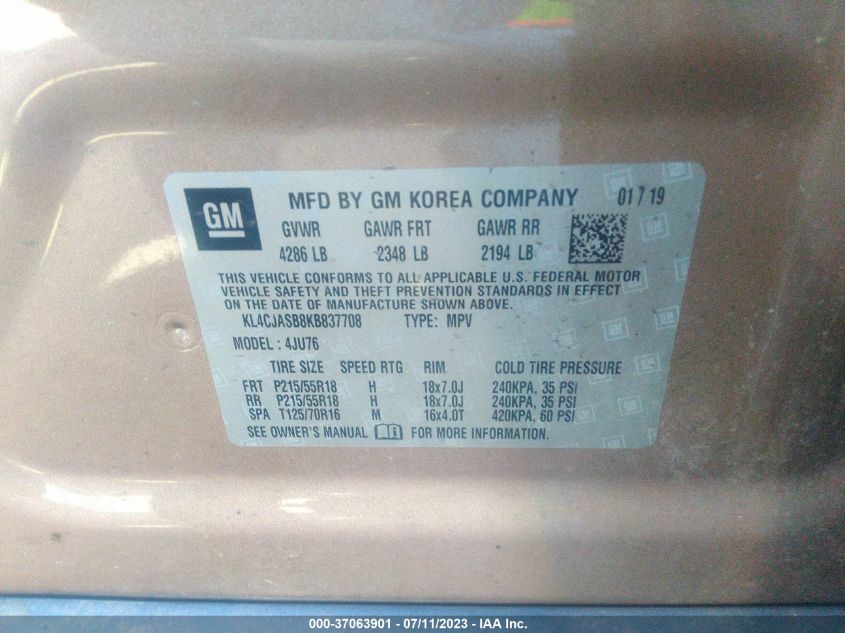 GM MFD BY GM KOREA COMPANY 01/19
GVWR GAWR FRT GAWR RR
4286 LB 2348 LB 2194 LB
THIS VEHICLE CONFORMS TO ALL APPLICABLE U.S. FEDERAL MOTOR
VEHICLE SAFETY AND THEFT PREVENTION STANDARDS IN EFFECT
ON THE DATE OF MANUFACTURE SHOWN ABOVE.
KL4CJASB8KB837708 TYPE: MPV
MODEL : 4JU76
TIRE SIZE SPEED RTG RIM COLD TIRE PRESSURE
FRT P215/55R18 H 18x7.0J 240KPA, 35 PSI
RR P215/55R18 H 18x7.0J 240KPA, 35 PSI
SPA T125/70R16 M 16x4.0T 420KPA, 60 PSI
SEE OWNER'S MANUAL FOR MORE INFORMATION.
000-37063901 - 07/11/2023 - IAA Inc.